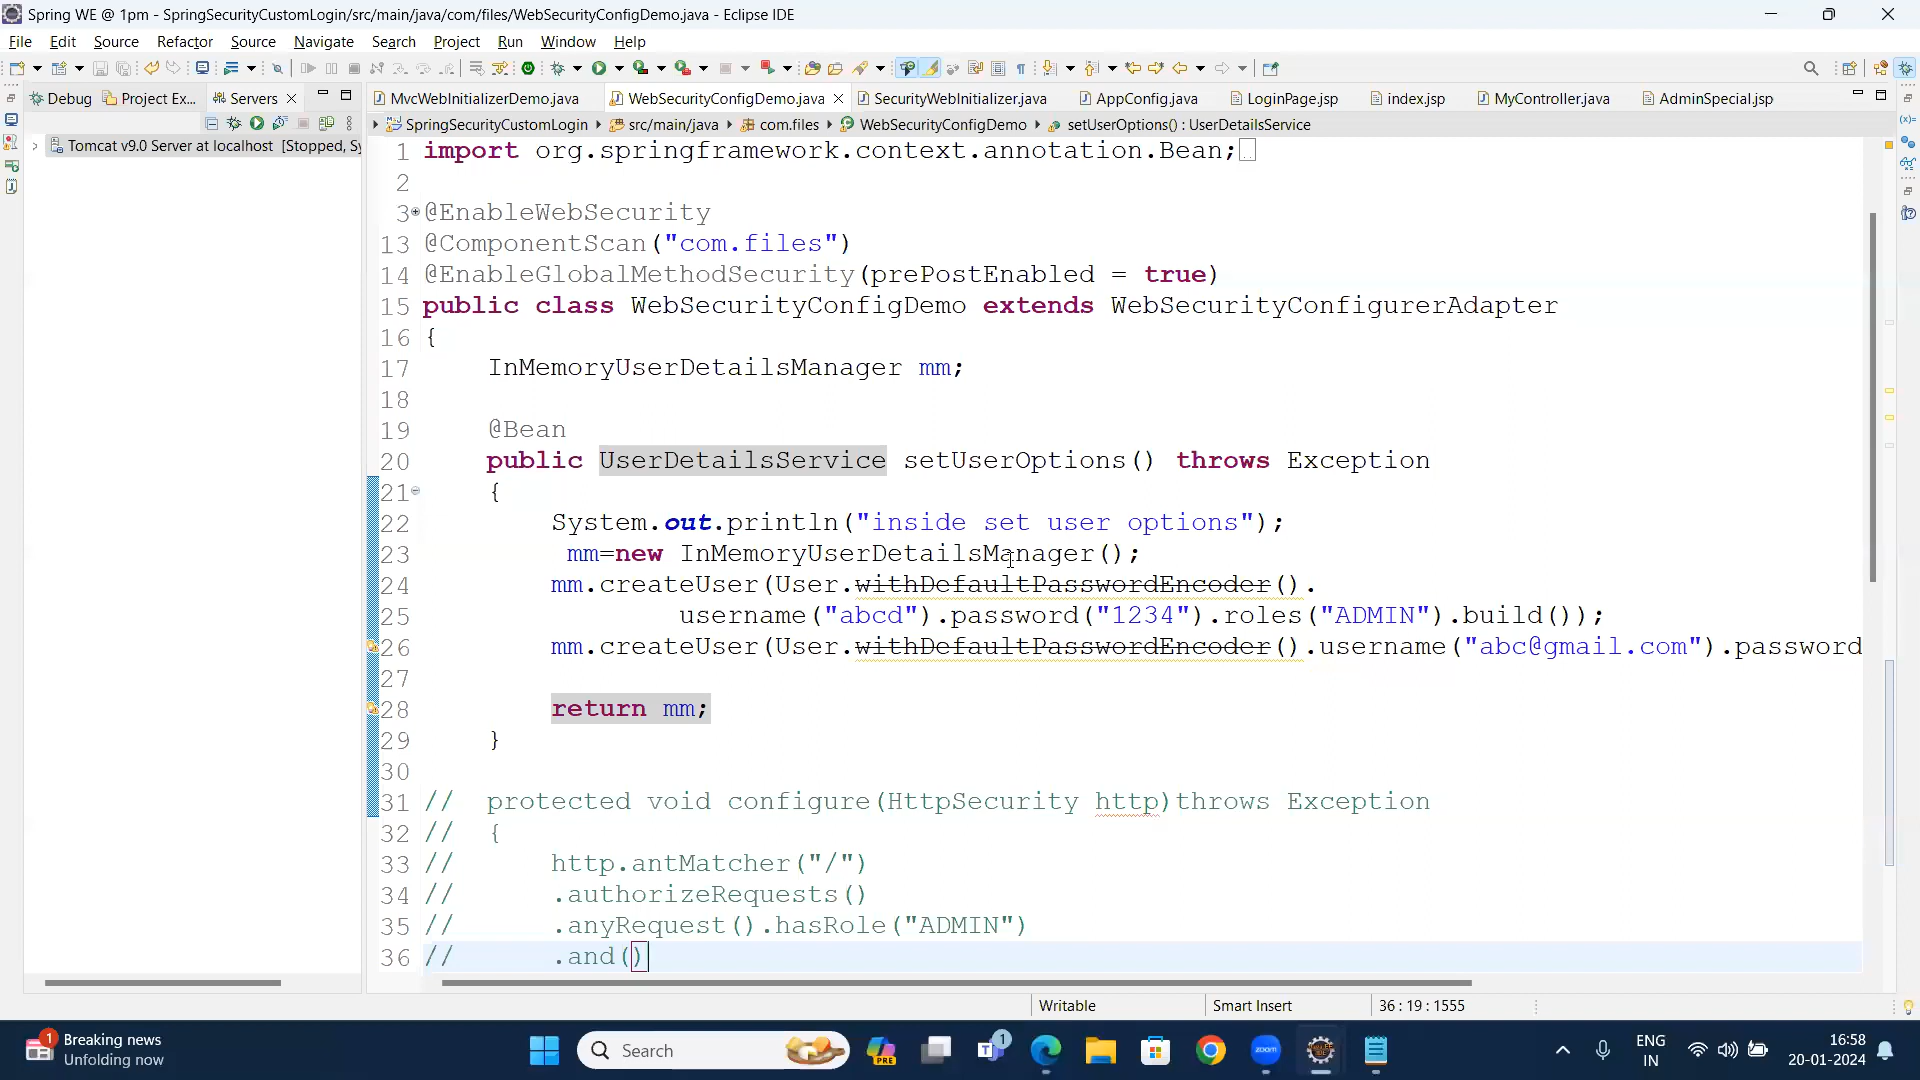 Spring WE @ 1pm - SpringSecurityCustomLogin/src/main/java/com/files/WebSecurityConfigDemo.java - Eclipse IDE
File Edit Source Refactor Source Navigate Search Project Run Window Help
Debug Project Ex... Servers MvcWebInitializerDemo.java WebSecurityConfigDemo.java SecurityWebInitializer.java AppConfig.java LoginPage.jsp index.jsp MyController.java AdminSpecial.jsp
SpringSecurityCustomLogin src/main/java com.files WebSecurityConfigDemo setUserOptions() : UserDetailsService
Tomcat v9.0 Server at localhost [Stopped, Sy
1 import org.springframework.context.annotation.Bean;
2
3 @EnableWebSecurity
13 @ComponentScan("com.files")
14 @EnableGlobalMethodSecurity(prePostEnabled = true)
15 public class WebSecurityConfigDemo extends WebSecurityConfigurerAdapter
16 {
17 InMemoryUserDetailsManager mm;
18
19 @Bean
20 public UserDetailsService setUserOptions() throws Exception
21 {
22 System.out.println("inside set user options");
23 mm=new InMemoryUserDetailsManager();
24 mm.createUser(User.withDefaultPasswordEncoder().
25 username("abcd").password("1234").roles("ADMIN").build());
26 mm.createUser(User.withDefaultPasswordEncoder().username("abc@gmail.com").password
27
28 return mm;
29 }
30
31 // protected void configure(HttpSecurity http)throws Exception
32 // {
33 // http.antMatcher("/")
34 // .authorizeRequests()
35 // .anyRequest().hasRole("ADMIN")
36 // .and()
Writable Smart Insert 36 : 19 : 1555
1 Breaking news
Unfolding now
Search
PRE
1
zoom
ENG
IN
16:58
20-01-2024